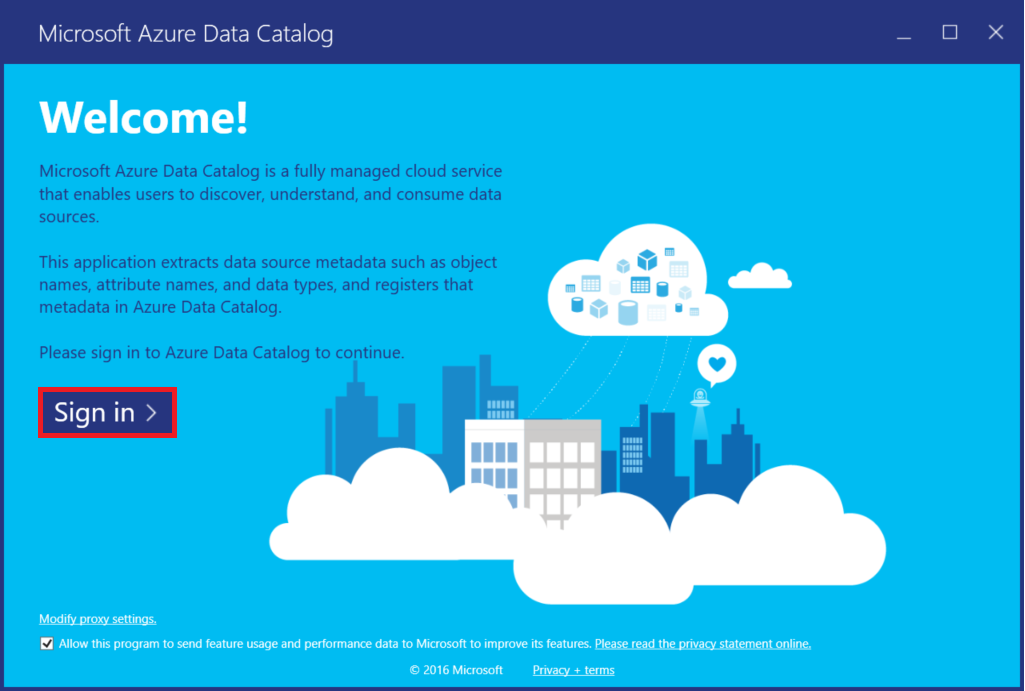 Microsoft Azure Data Catalog
Welcome!
Microsoft Azure Data Catalog is a fully managed cloud service
that enables users to discover, understand, and consume data
sources.
This application extracts data source metadata such as object
names, attribute names, and data types, and registers that
metadata in Azure Data Catalog.
Please sign in to Azure Data Catalog to continue.
Sign in
Modify proxy settings.
Allow this program to send feature usage and performance data to Microsoft to improve its features. Please read the privacy statement online.
© 2016 Microsoft Privacy + terms